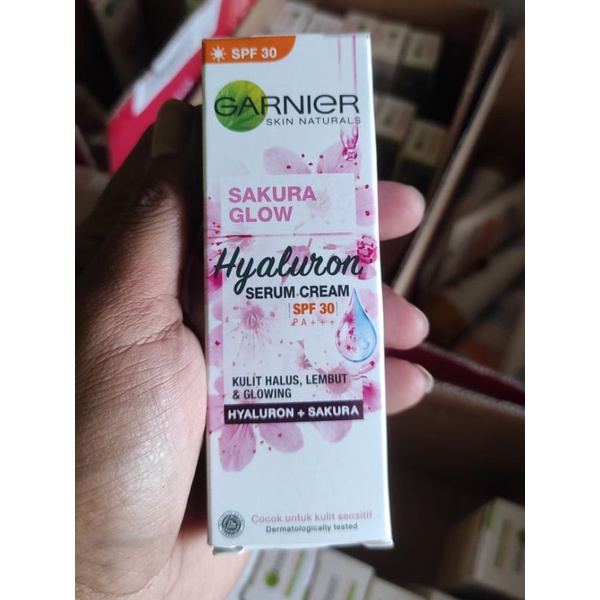 SPF 30
GARNIER
SKIN NATURALS
SAKURA
GLOW
Hyaluron
SERUM CREAM
SPF 30
PA+++
KULIT HALUS, LEMBUT
& GLOWING
HYALURON + SAKURA
Cocok untuk kulit sensitif
Dermatologically tested